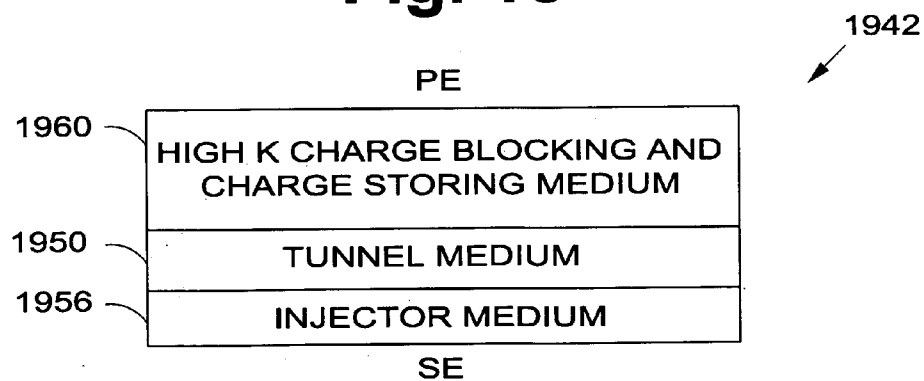 1942
PE
1960
HIGH K CHARGE BLOCKING AND
CHARGE STORING MEDIUM
1950
TUNNEL MEDIUM
1956
INJECTOR MEDIUM
SE